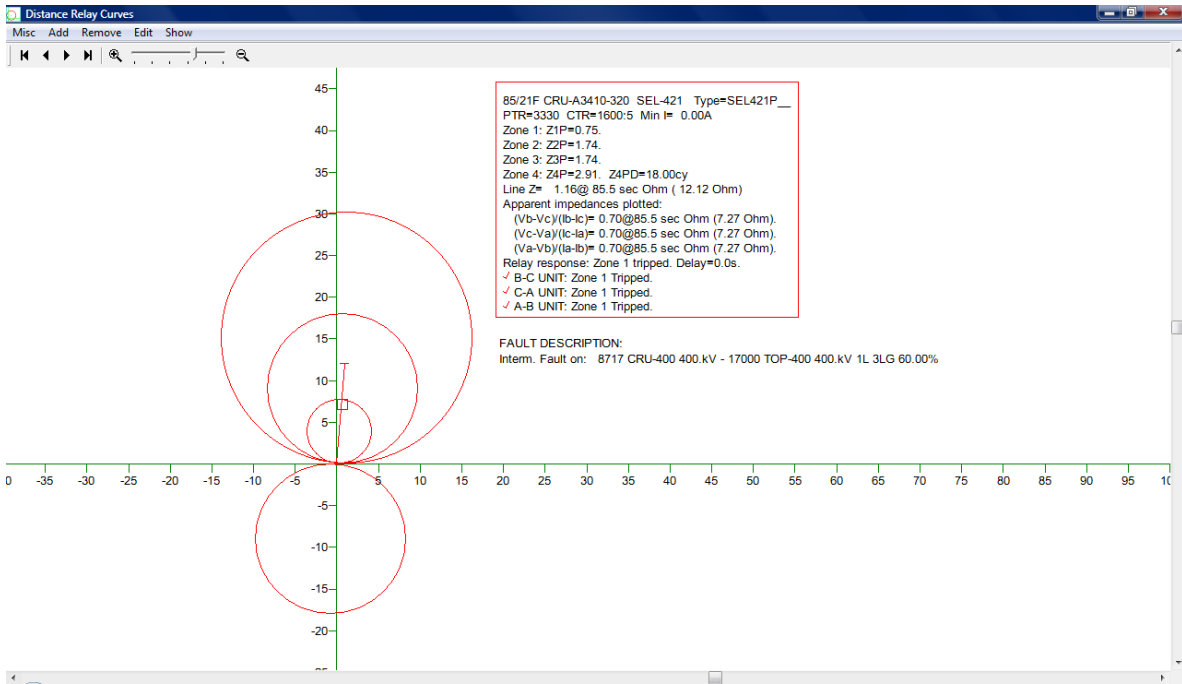 Distance Relay Curves
Misc Add Remove Edit Show
85/21F CRU-A3410-320 SEL-421 Type=SEL421P__
PTR=3330 CTR=1600:5 Min I= 0.00A
Zone 1: Z1P=0.75.
Zone 2: Z2P=1.74.
Zone 3: Z3P=1.74.
Zone 4: Z4P=2.91. Z4PD=18.00cy
Line Z= 1.16@ 85.5 sec Ohm ( 12.12 Ohm)
Apparent impedances plotted:
(Vb-Vc)/(Ib-Ic)= 0.70@85.5 sec Ohm (7.27 Ohm).
(Vc-Va)/(Ic-Ia)= 0.70@85.5 sec Ohm (7.27 Ohm).
(Va-Vb)/(Ia-Ib)= 0.70@85.5 sec Ohm (7.27 Ohm).
Relay response: Zone 1 tripped. Delay=0.0s.
✓ B-C UNIT: Zone 1 Tripped.
✓ C-A UNIT: Zone 1 Tripped.
✓ A-B UNIT: Zone 1 Tripped.
FAULT DESCRIPTION:
Interm. Fault on: 8717 CRU-400 400.kV - 17000 TOP-400 400.kV 1L 3LG 60.00%
45
40
35
30
25
20
15
10
5
0 -35 -30 -25 -20 -15 -10 -5 5 10 15 20 25 30 35 40 45 50 55 60 65 70 75 80 85 90 95 10
-5
-10
-15
-20